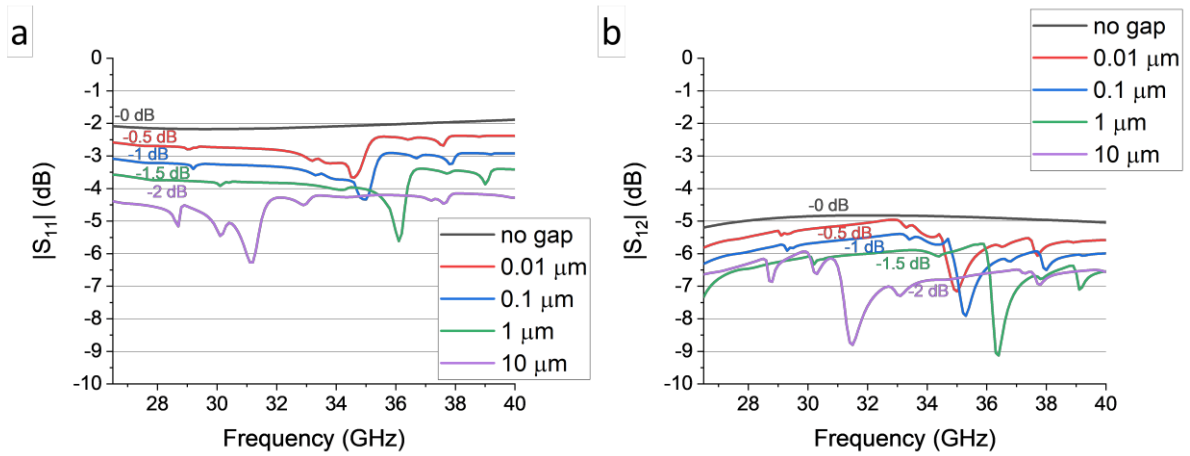 a
|S11| (dB)
0
-1
-2
-3
-4
-5
-6
-7
-8
-9
-10
28
30
32
34
36
38
40
Frequency (GHz)
-0 dB
-0.5 dB
-1 dB
-1.5 dB
-2 dB
no gap
0.01 μm
0.1 μm
1 μm
10 μm
b
|S12| (dB)
0
-1
-2
-3
-4
-5
-6
-7
-8
-9
-10
28
30
32
34
36
38
40
Frequency (GHz)
-0 dB
-0.5 dB
-1 dB
-1.5 dB
-2 dB
no gap
0.01 μm
0.1 μm
1 μm
10 μm